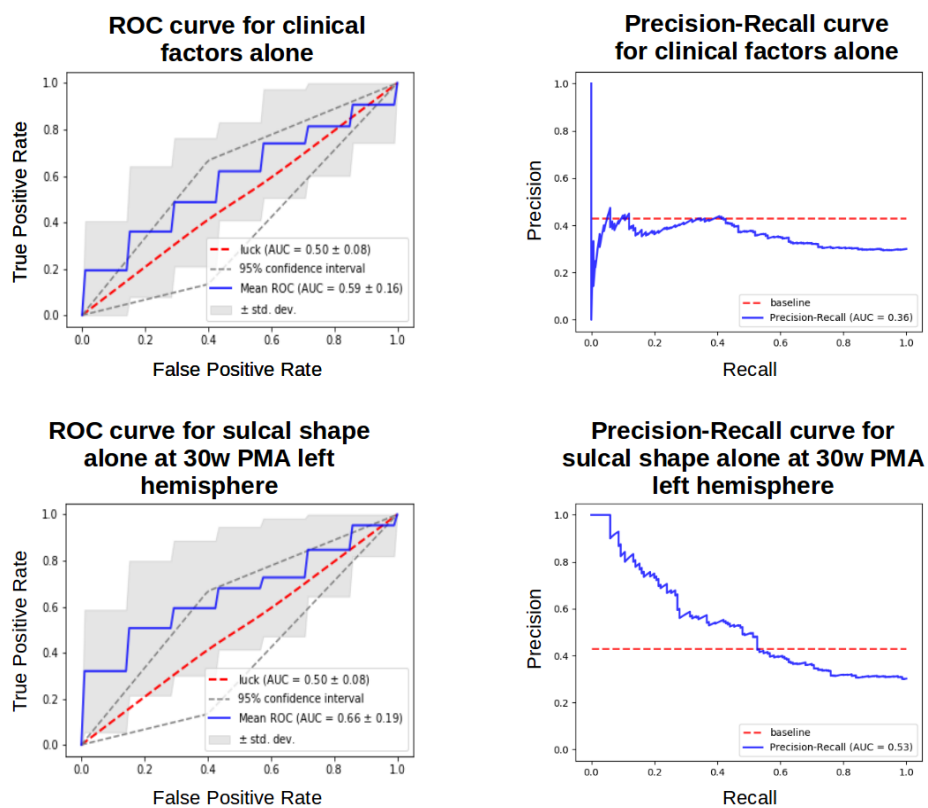 ROC curve for clinical
factors alone
True Positive Rate
1.0
0.8
0.6
0.4
0.2
0.0
luck (AUC = 0.50 ± 0.08)
95% confidence interval
Mean ROC (AUC = 0.59 ± 0.16)
± std. dev.
0.0 0.2 0.4 0.6 0.8 1.0
False Positive Rate
Precision-Recall curve
for clinical factors alone
Precision
1.0
0.8
0.6
0.4
0.2
0.0
baseline
Precision-Recall (AUC = 0.36)
0.0 0.2 0.4 0.6 0.8 1.0
Recall
ROC curve for sulcal shape
alone at 30w PMA left
hemisphere
True Positive Rate
1.0
0.8
0.6
0.4
0.2
0.0
luck (AUC = 0.50 ± 0.08)
95% confidence interval
Mean ROC (AUC = 0.66 ± 0.19)
± std. dev.
0.0 0.2 0.4 0.6 0.8 1.0
False Positive Rate
Precision-Recall curve for
sulcal shape alone at 30w PMA
left hemisphere
Precision
1.0
0.8
0.6
0.4
0.2
0.0
baseline
Precision-Recall (AUC = 0.53)
0.0 0.2 0.4 0.6 0.8 1.0
Recall